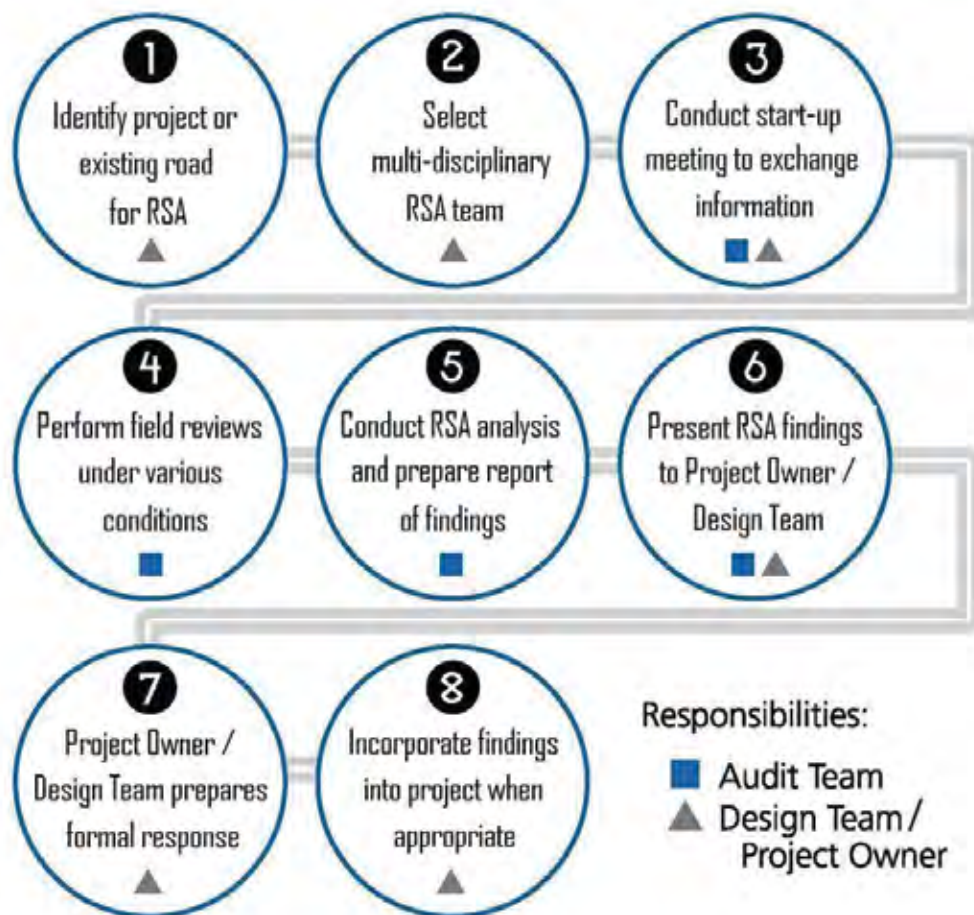 1
Identify project or
existing road
for RSA
2
Select
multi-disciplinary
RSA team
3
Conduct start-up
meeting to exchange
information
4
Perform field reviews
under various
conditions
5
Conduct RSA analysis
and prepare report
of findings
6
Present RSA findings
to Project Owner /
Design Team
7
Project Owner /
Design Team prepares
formal response
8
Incorporate findings
into project when
appropriate
Responsibilities:
Audit Team
Design Team /
Project Owner